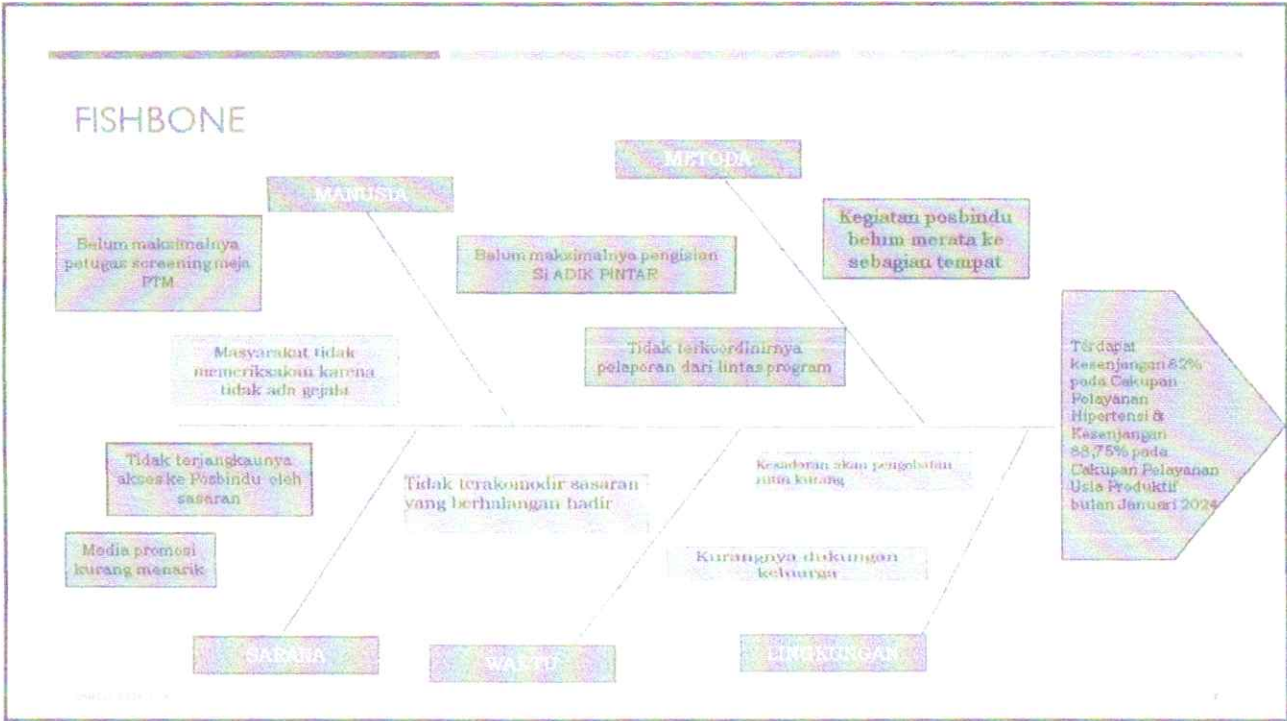 FISHBONE
METODA
MANUSIA
Kegiatan posbindu
belum merata ke
sebagian tempat
Belum maksimalnya
petugas screening meja
PTM
Belum maksimalnya pengisian
Si ADIK PINTAR
Masyarakat tidak
memeriksakan karena
tidak ada gejala
Tidak terkoordinirnya
pelaporan dari lintas program
Terdapat
Kesenjangan 62%
pada Cakupan
Pelayanan
Hipertensi &
Kesenjangan
88,75% pada
Cakupan Pelayanan
Usia Produktif
bulan Januari 2024
Tidak terjangkaunya
akses ke Posbindu oleh
sasaran
Tidak terakomodir sasaran
yang berhalangan hadir
Kesadaran akan pengobatan
rutin kurang
Media promosi
kurang menarik
Kurangnya dukungan
keluarga
SARANA
WAKTU
LINGKUNGAN